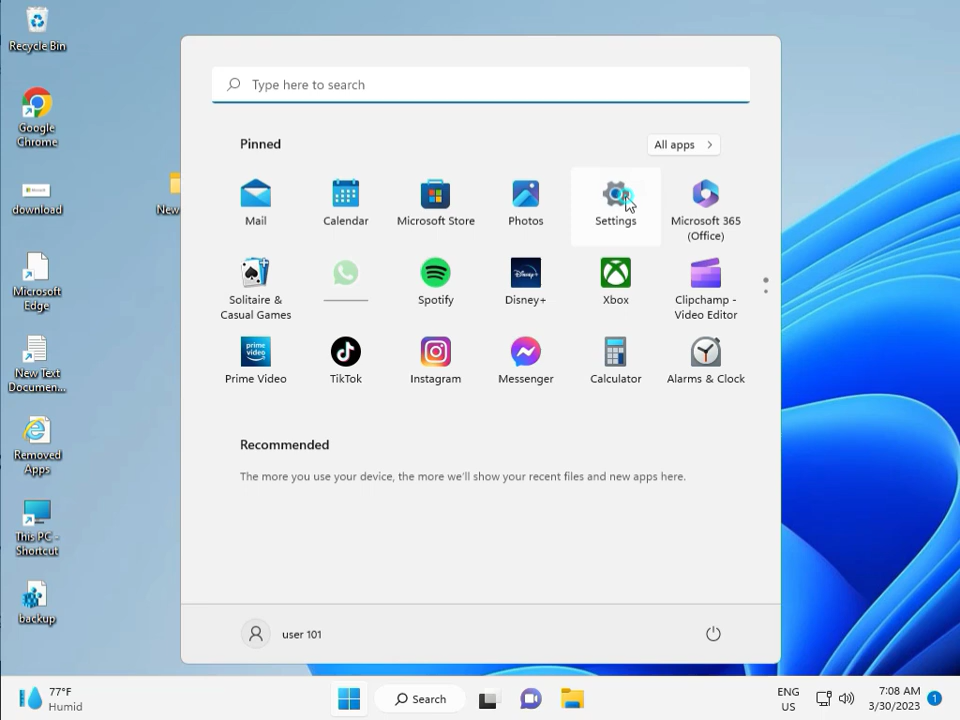 Recycle Bin
Google
Chrome
download
New
Microsoft
Edge
New Text
Documen...
Removed
Apps
This PC -
Shortcut
backup
Type here to search
Pinned
All apps >
Mail
Calendar
Microsoft Store
Photos
Settings
Microsoft 365
(Office)
Solitaire &
Casual Games
Spotify
Disney+
Disney+
Xbox
Clipchamp -
Video Editor
prime
video
Prime Video
TikTok
Instagram
Messenger
Calculator
Alarms & Clock
Recommended
The more you use your device, the more we'll show your recent files and new apps here.
user 101
77°F
Humid
Search
ENG
US
7:08 AM
3/30/2023
1